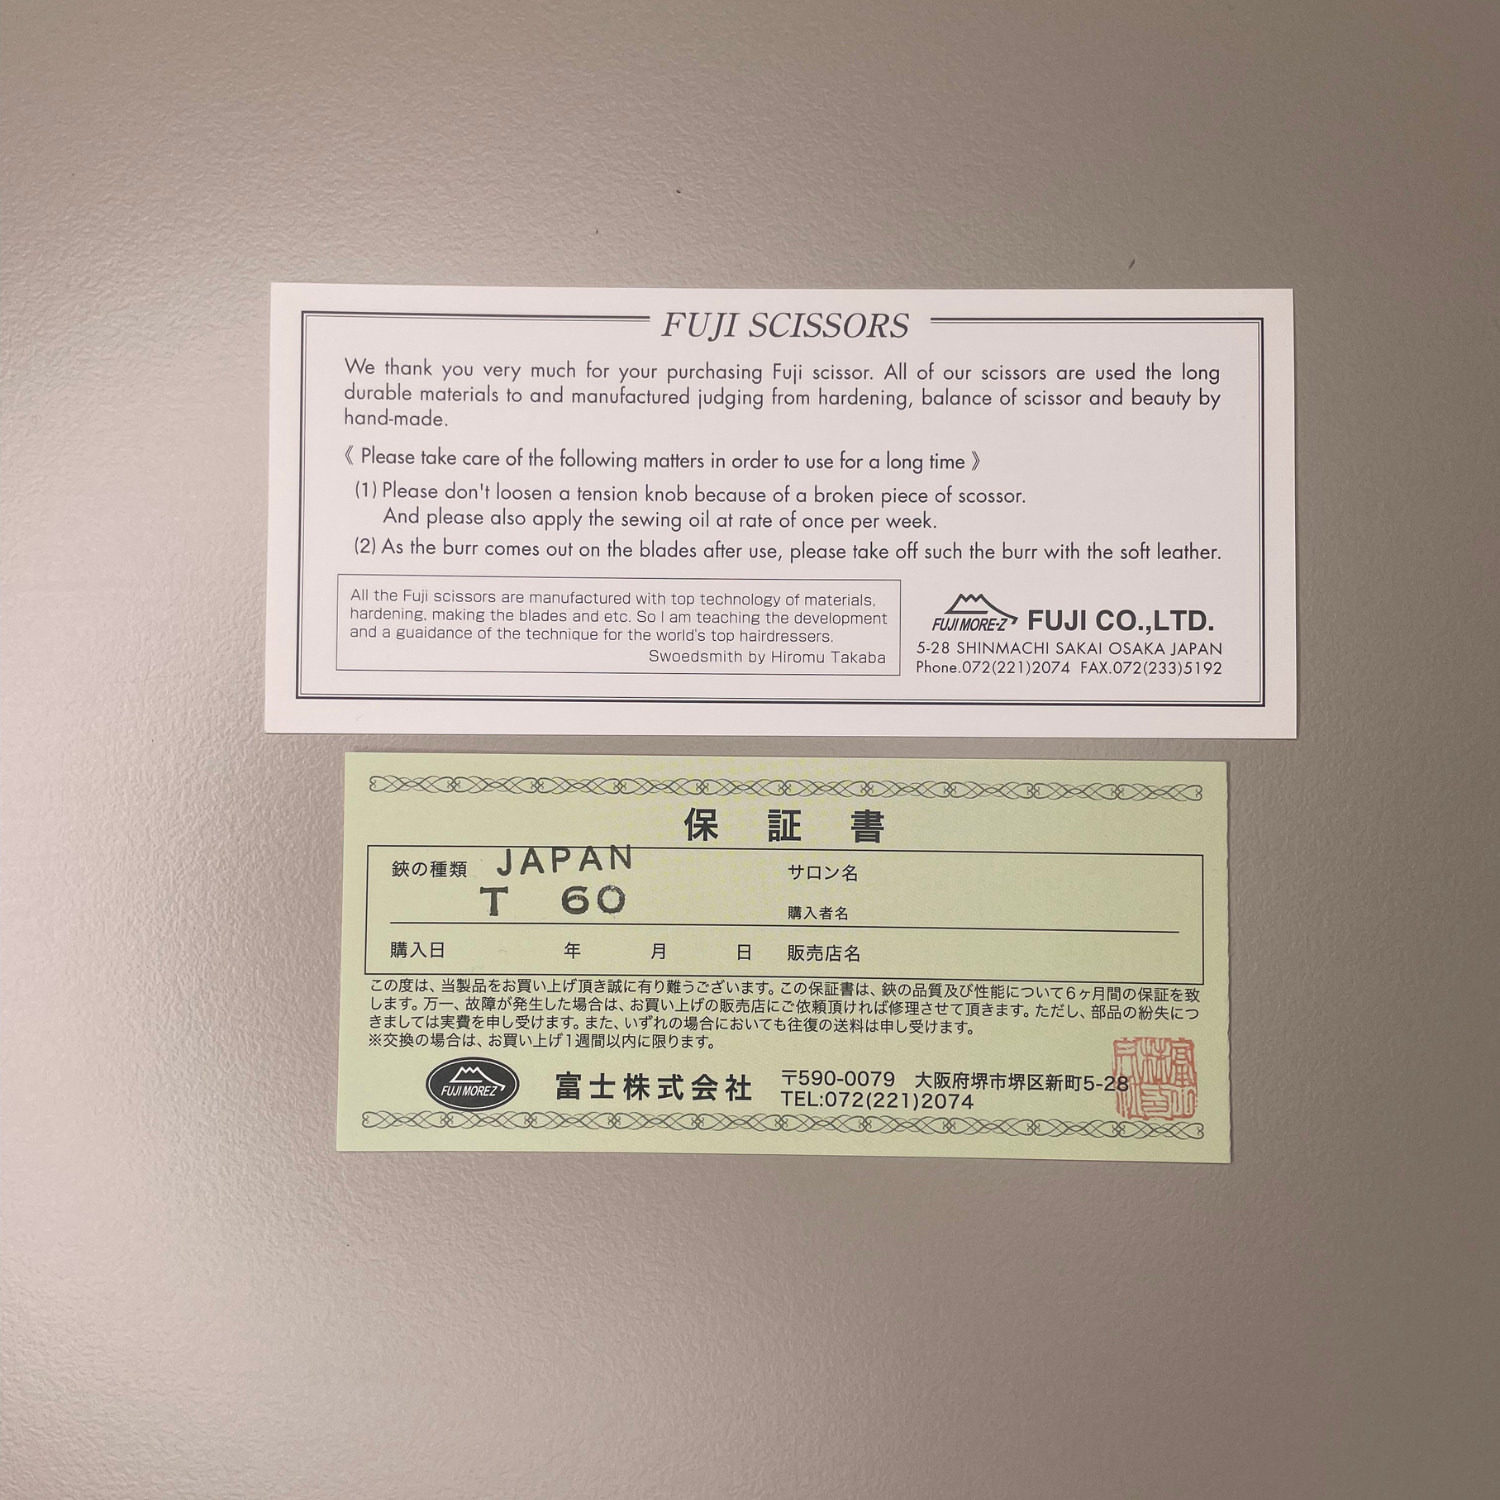 FUJI SCISSORS
We thank you very much for your purchasing Fuji scissor. All of our scissors are used the long
durable materials to and manufactured judging from hardening, balance of scissor and beauty by
hand-made.
《 Please take care of the following matters in order to use for a long time 》
(1) Please don't loosen a tension knob because of a broken piece of scossor.
And please also apply the sewing oil at rate of once per week.
(2) As the burr comes out on the blades after use, please take off such the burr with the soft leather.
All the Fuji scissors are manufactured with top technology of materials,
hardening, making the blades and etc. So I am teaching the development
and a guaidance of the technique for the world's top hairdressers.
Swoedsmith by Hiromu Takaba
FUJI MORE-Z FUJI CO.,LTD.
5-28 SHINMACHI SAKAI OSAKA JAPAN
Phone.072(221)2074 FAX.072(233)5192
保証書
鋏の種類 JAPAN
T 60
サロン名
購入者名
購入日 年 月 日 販売店名
この度は、当製品をお買い上げ頂き誠に有り難うございます。この保証書は、鋏の品質及び性能について6ヶ月間の保証を致
します。万一、故障が発生した場合は、お買い上げの販売店にご依頼頂ければ修理させて頂きます。ただし、部品の紛失につ
きましては実費を申し受けます。また、いずれの場合においても往復の送料は申し受けます。
※交換の場合は、お買い上げ1週間以内に限ります。
FUJI MORE-Z 富士株式会社 〒590-0079 大阪府堺市堺区新町5-28
TEL:072(221)2074